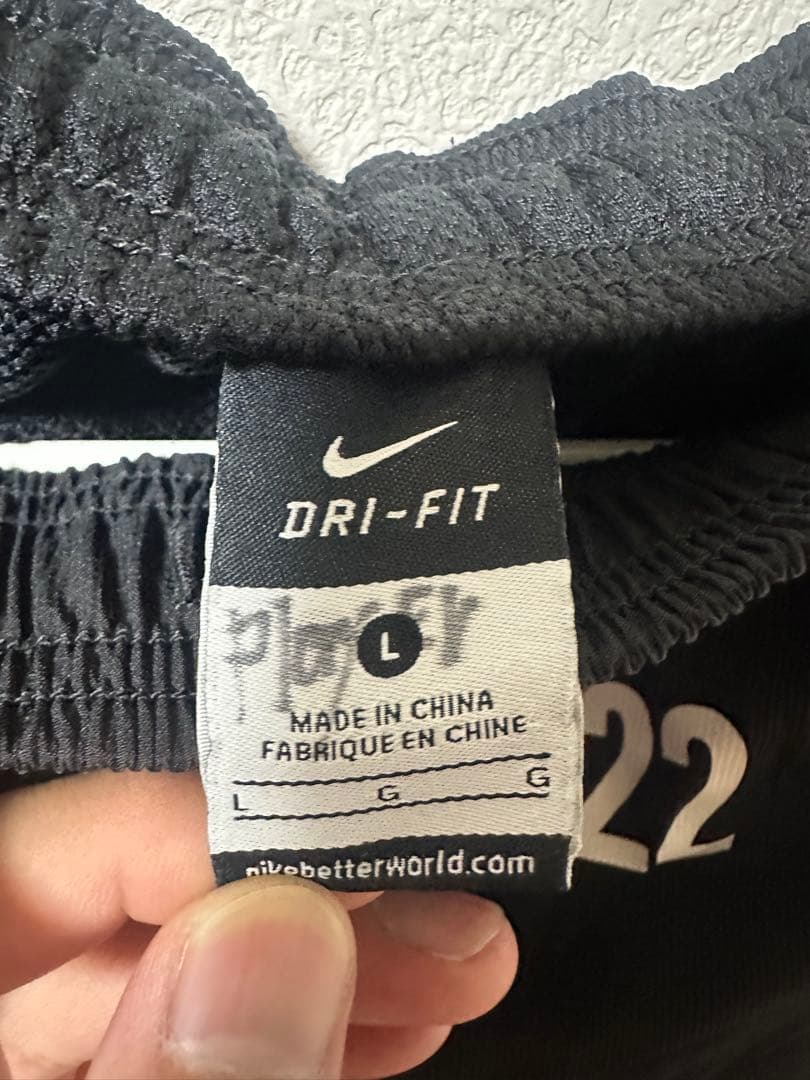 DRI-FIT
L
MADE IN CHINA
FABRIQUE EN CHINE
L G G
nikebetterworld.com
22